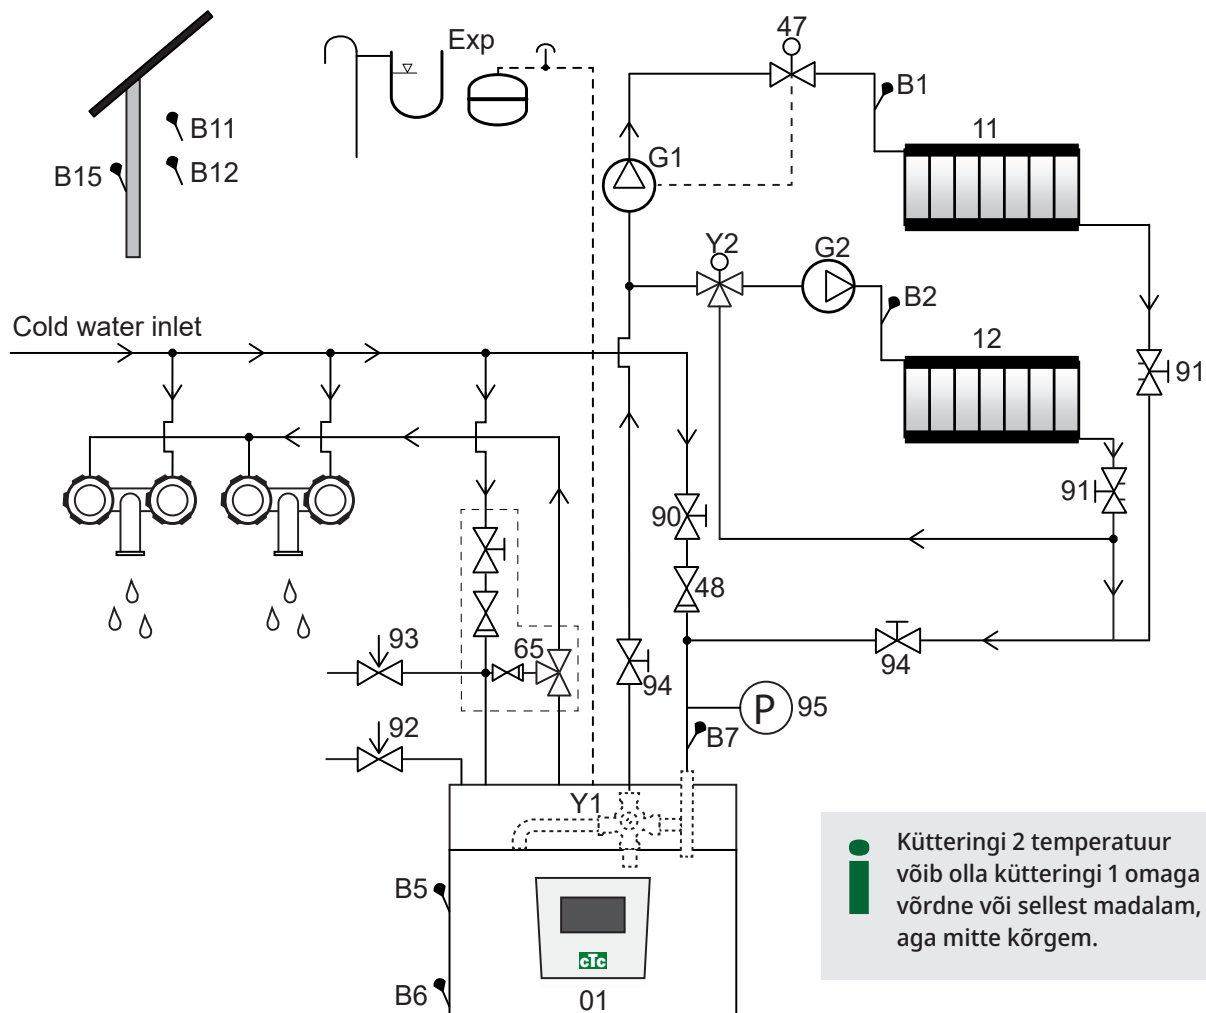 Exp
47
B1
B11
11
G1
B12
B15
Y2
G2
B2
Cold water inlet
12
91
91
90
48
93
65
94
94
P
95
92
B7
Y1
Kütteringi 2 temperatuur
võib olla kütteringi 1 omaga
võrdne või sellest madalam,
aga mitte kõrgem.
i
B5
cTc
B6
01